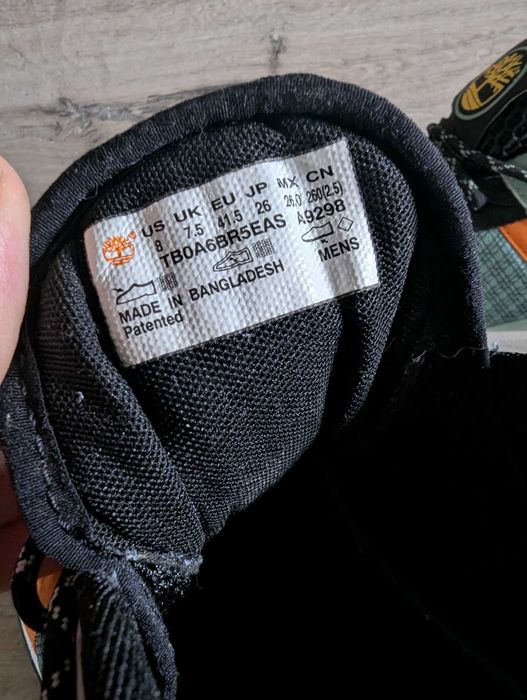 US UK EU JP MX CN
8 7.5 41.5 26 26.0 260(2.5)
TB0A6BR5EAS A9298
MENS
MADE IN BANGLADESH
Patented